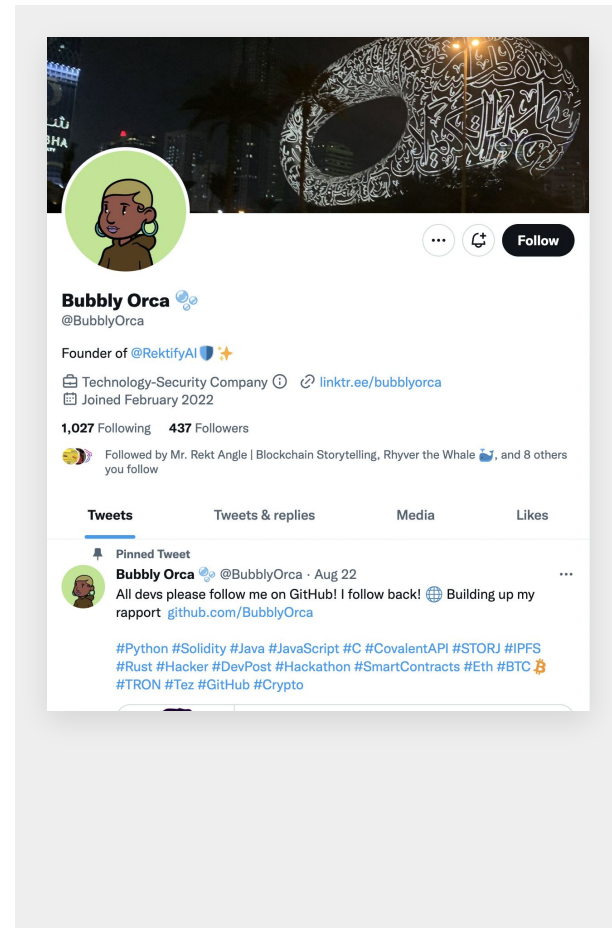 Follow
Bubbly Orca 🫧
@BubblyOrca
Founder of @RektifyAI🛡️✨
Technology-Security Company linktr.ee/bubblyorca
Joined February 2022
1,027 Following 437 Followers
Followed by Mr. Rekt Angle | Blockchain Storytelling, Rhyver the Whale 🐳, and 8 others
you follow
Tweets Tweets & replies Media Likes
Pinned Tweet
Bubbly Orca 🫧 @BubblyOrca · Aug 22
All devs please follow me on GitHub! I follow back! 🌐 Building up my
rapport github.com/BubblyOrca
#Python #Solidity #Java #JavaScript #C #CovalentAPI #STORJ #IPFS
#Rust #Hacker #DevPost #Hackathon #SmartContracts #Eth #BTC
#TRON #Tez #GitHub #Crypto